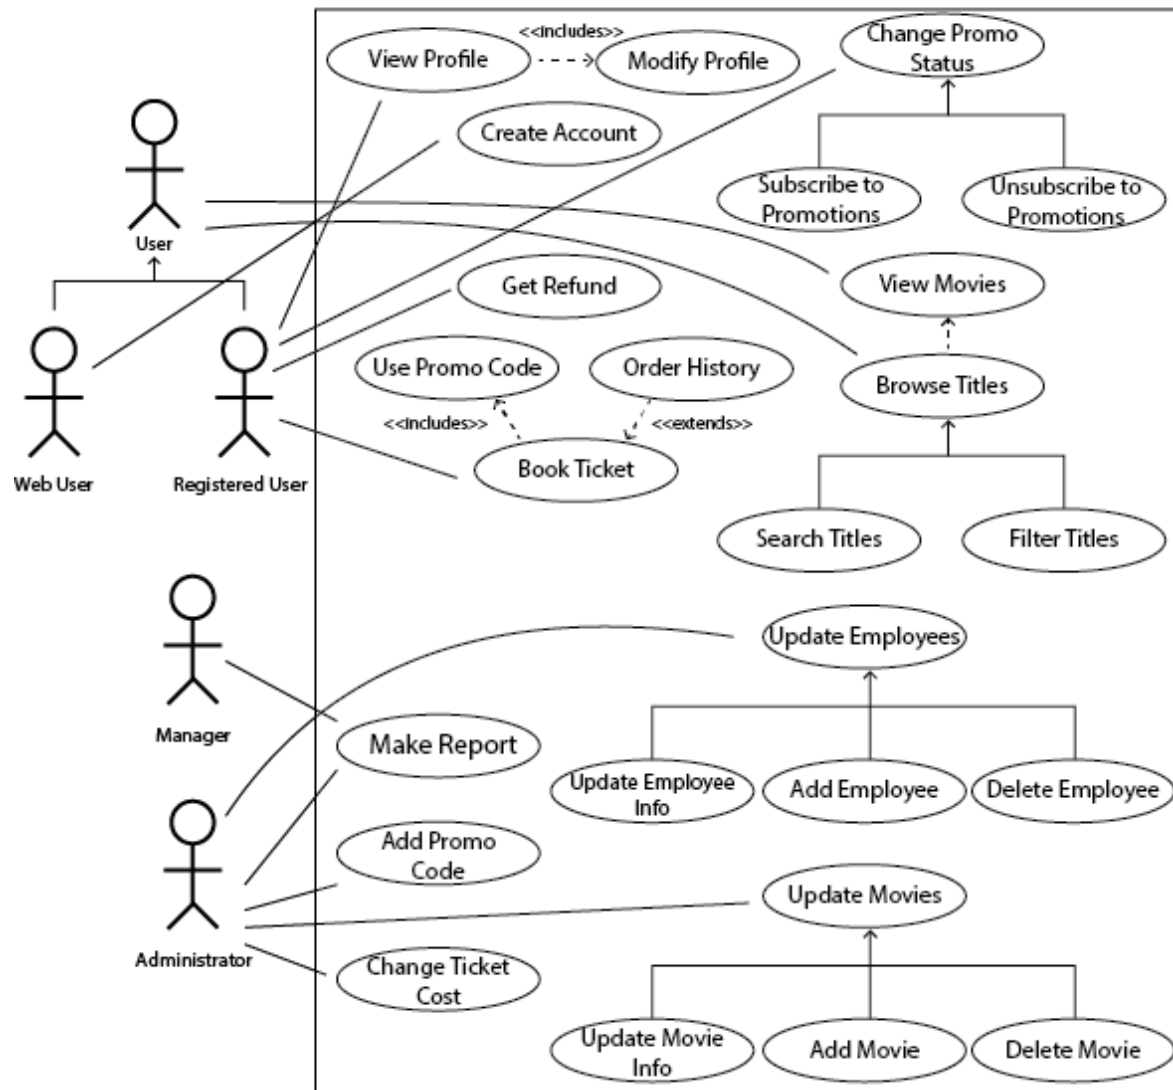 <<includes>>
View Profile
Modify Profile
Change Promo
Status
Create Account
Subscribe to
Promotions
Unsubscribe to
Promotions
User
View Movies
Get Refund
Use Promo Code
Order History
Browse Titles
<<includes>>
<<extends>>
Book Ticket
Web User
Registered User
Search Titles
Filter Titles
Update Employees
Manager
Make Report
Update Employee
Info
Add Employee
Delete Employee
Add Promo
Code
Update Movies
Administrator
Change Ticket
Cost
Update Movie
Info
Add Movie
Delete Movie